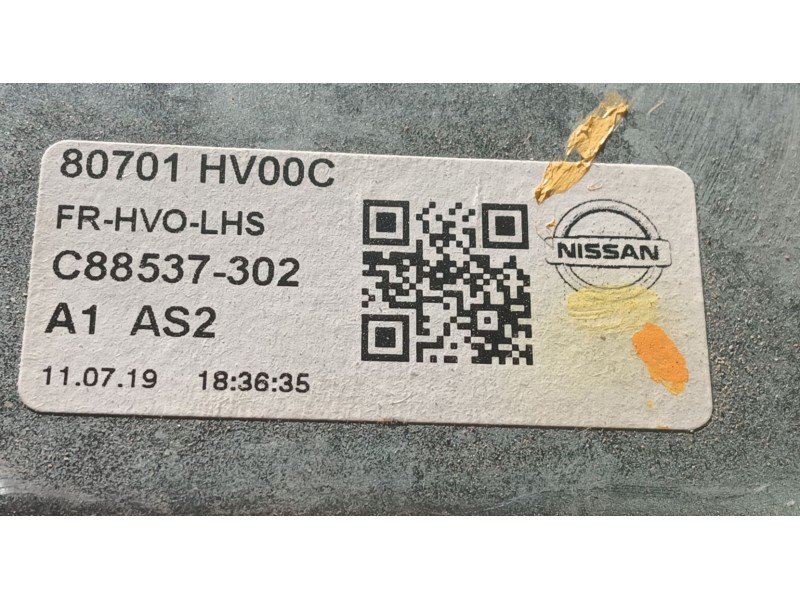 80701 HV00C
FR-HVO-LHS
C88537-302
A1 AS2
11.07.19 18:36:35
NISSAN